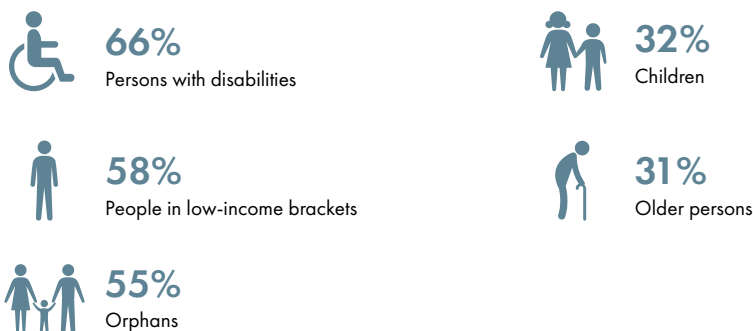 66%
Persons with disabilities
58%
People in low-income brackets
55%
Orphans
32%
Children
31%
Older persons